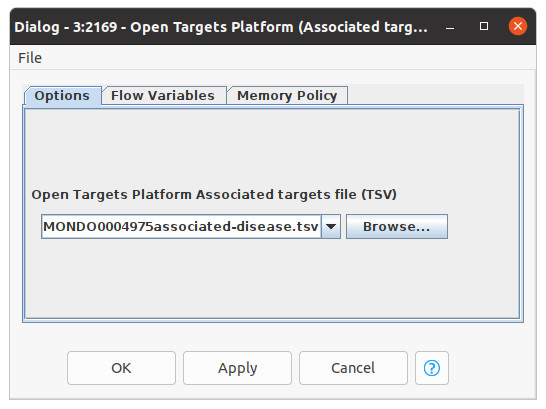 Dialog - 3:2169 - Open Targets Platform (Associated targ...
File
Options Flow Variables Memory Policy
Open Targets Platform Associated targets file (TSV)
MONDO0004975associated-disease.tsv Browse...
OK Apply Cancel ?